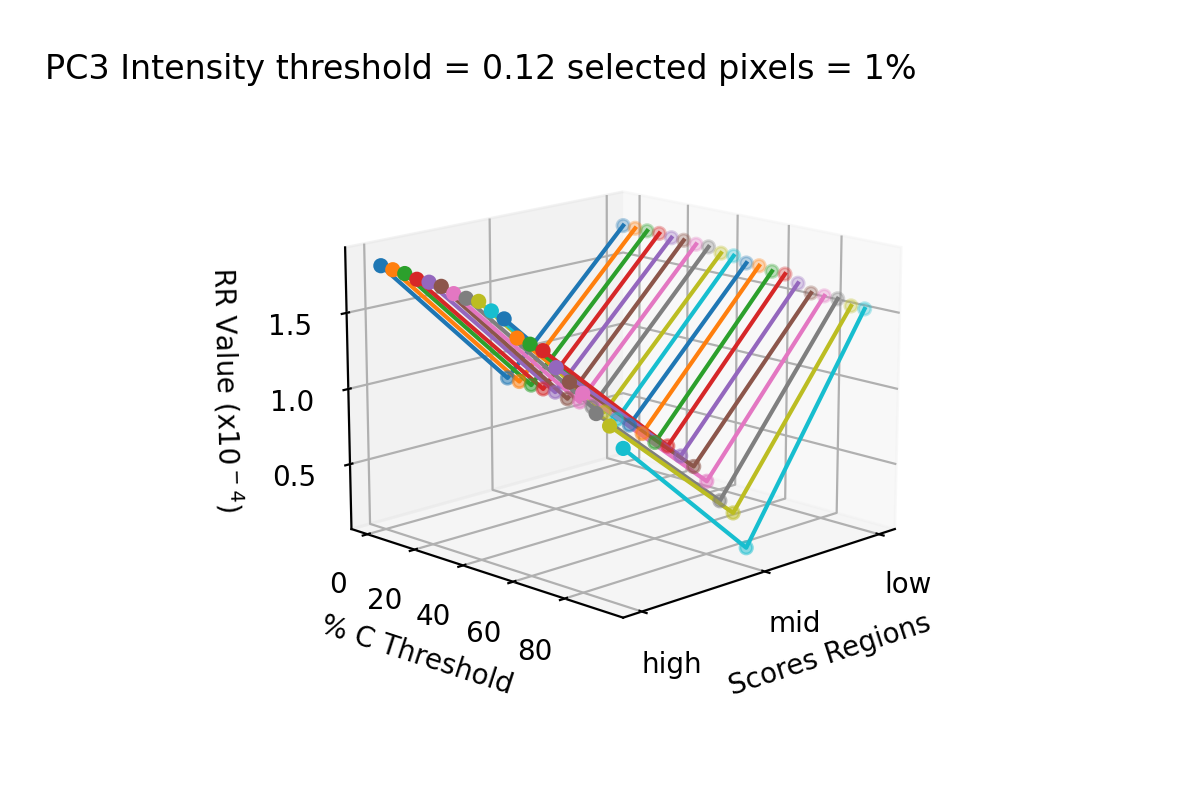 PC3 Intensity threshold = 0.12 selected pixels = 1%
RR Value (x10⁻⁴)
1.5
1.0
0.5
0
20
40
60
80
% C Threshold
high
mid
low
Scores Regions